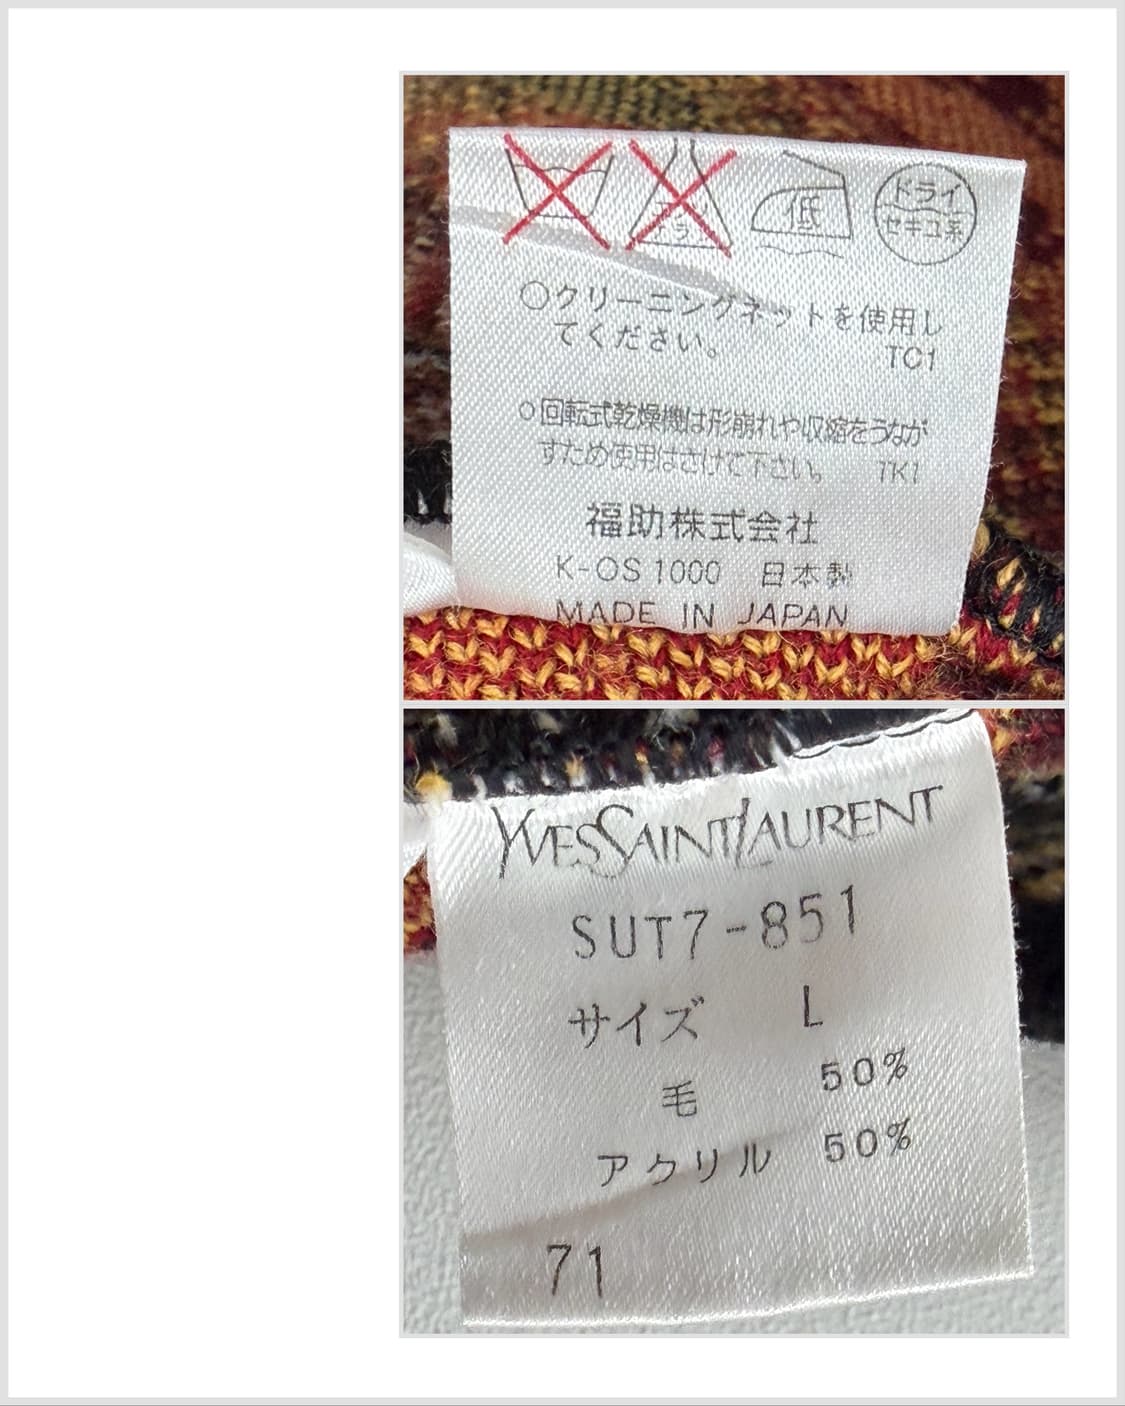 低
ドライ
セキユ系
○クリーニングネットを使用し
てください。
TC1
○回転式乾燥機は形崩れや収縮をうなが
すため使用はさけて下さい。 TK1
福助株式会社
K-OS 1000 日本製
MADE IN JAPAN
YVESSAINTLAURENT
SUT7-851
サイズ L
毛 50%
アクリル 50%
71